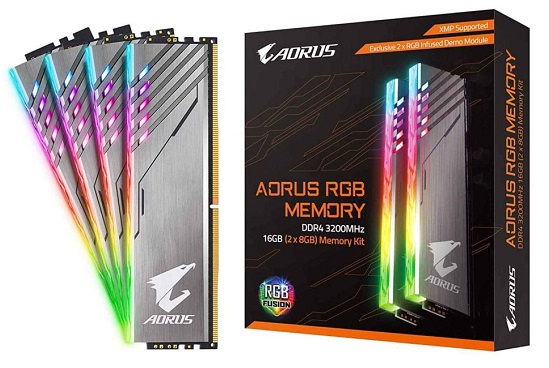 AORUS
AORUS
XMP Supported
Exclusive 2 x RGB Infused Demo Module
AORUS RGB
MEMORY
DDR4 3200MHz
16GB (2 x 8GB) Memory Kit
RGB
FUSION
AORUS RGB MEMORY
DDR4 3200MHz 16GB (2 x 8GB) Memory Kit